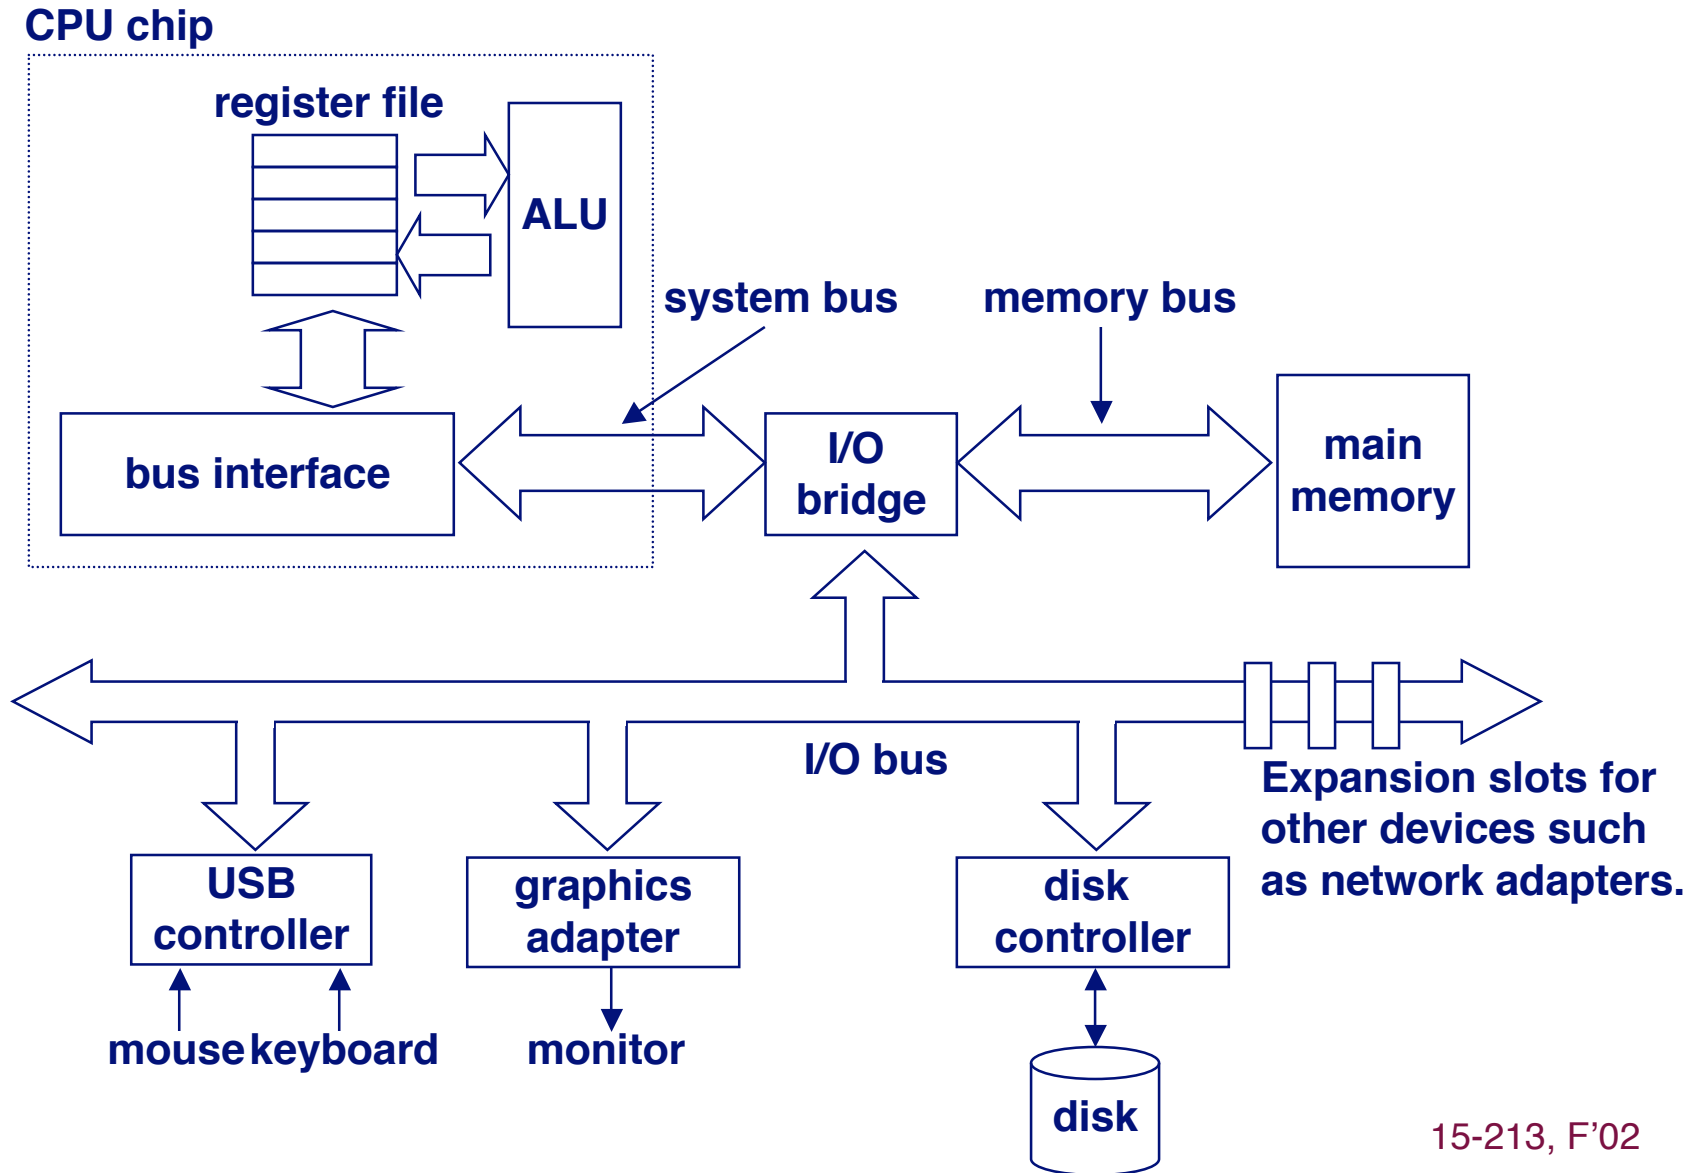 CPU chip
register file
ALU
system bus
memory bus
bus interface
I/O
bridge
main
memory
I/O bus
Expansion slots for
other devices such
as network adapters.
USB
controller
graphics
adapter
disk
controller
mouse keyboard
monitor
disk
15-213, F’02